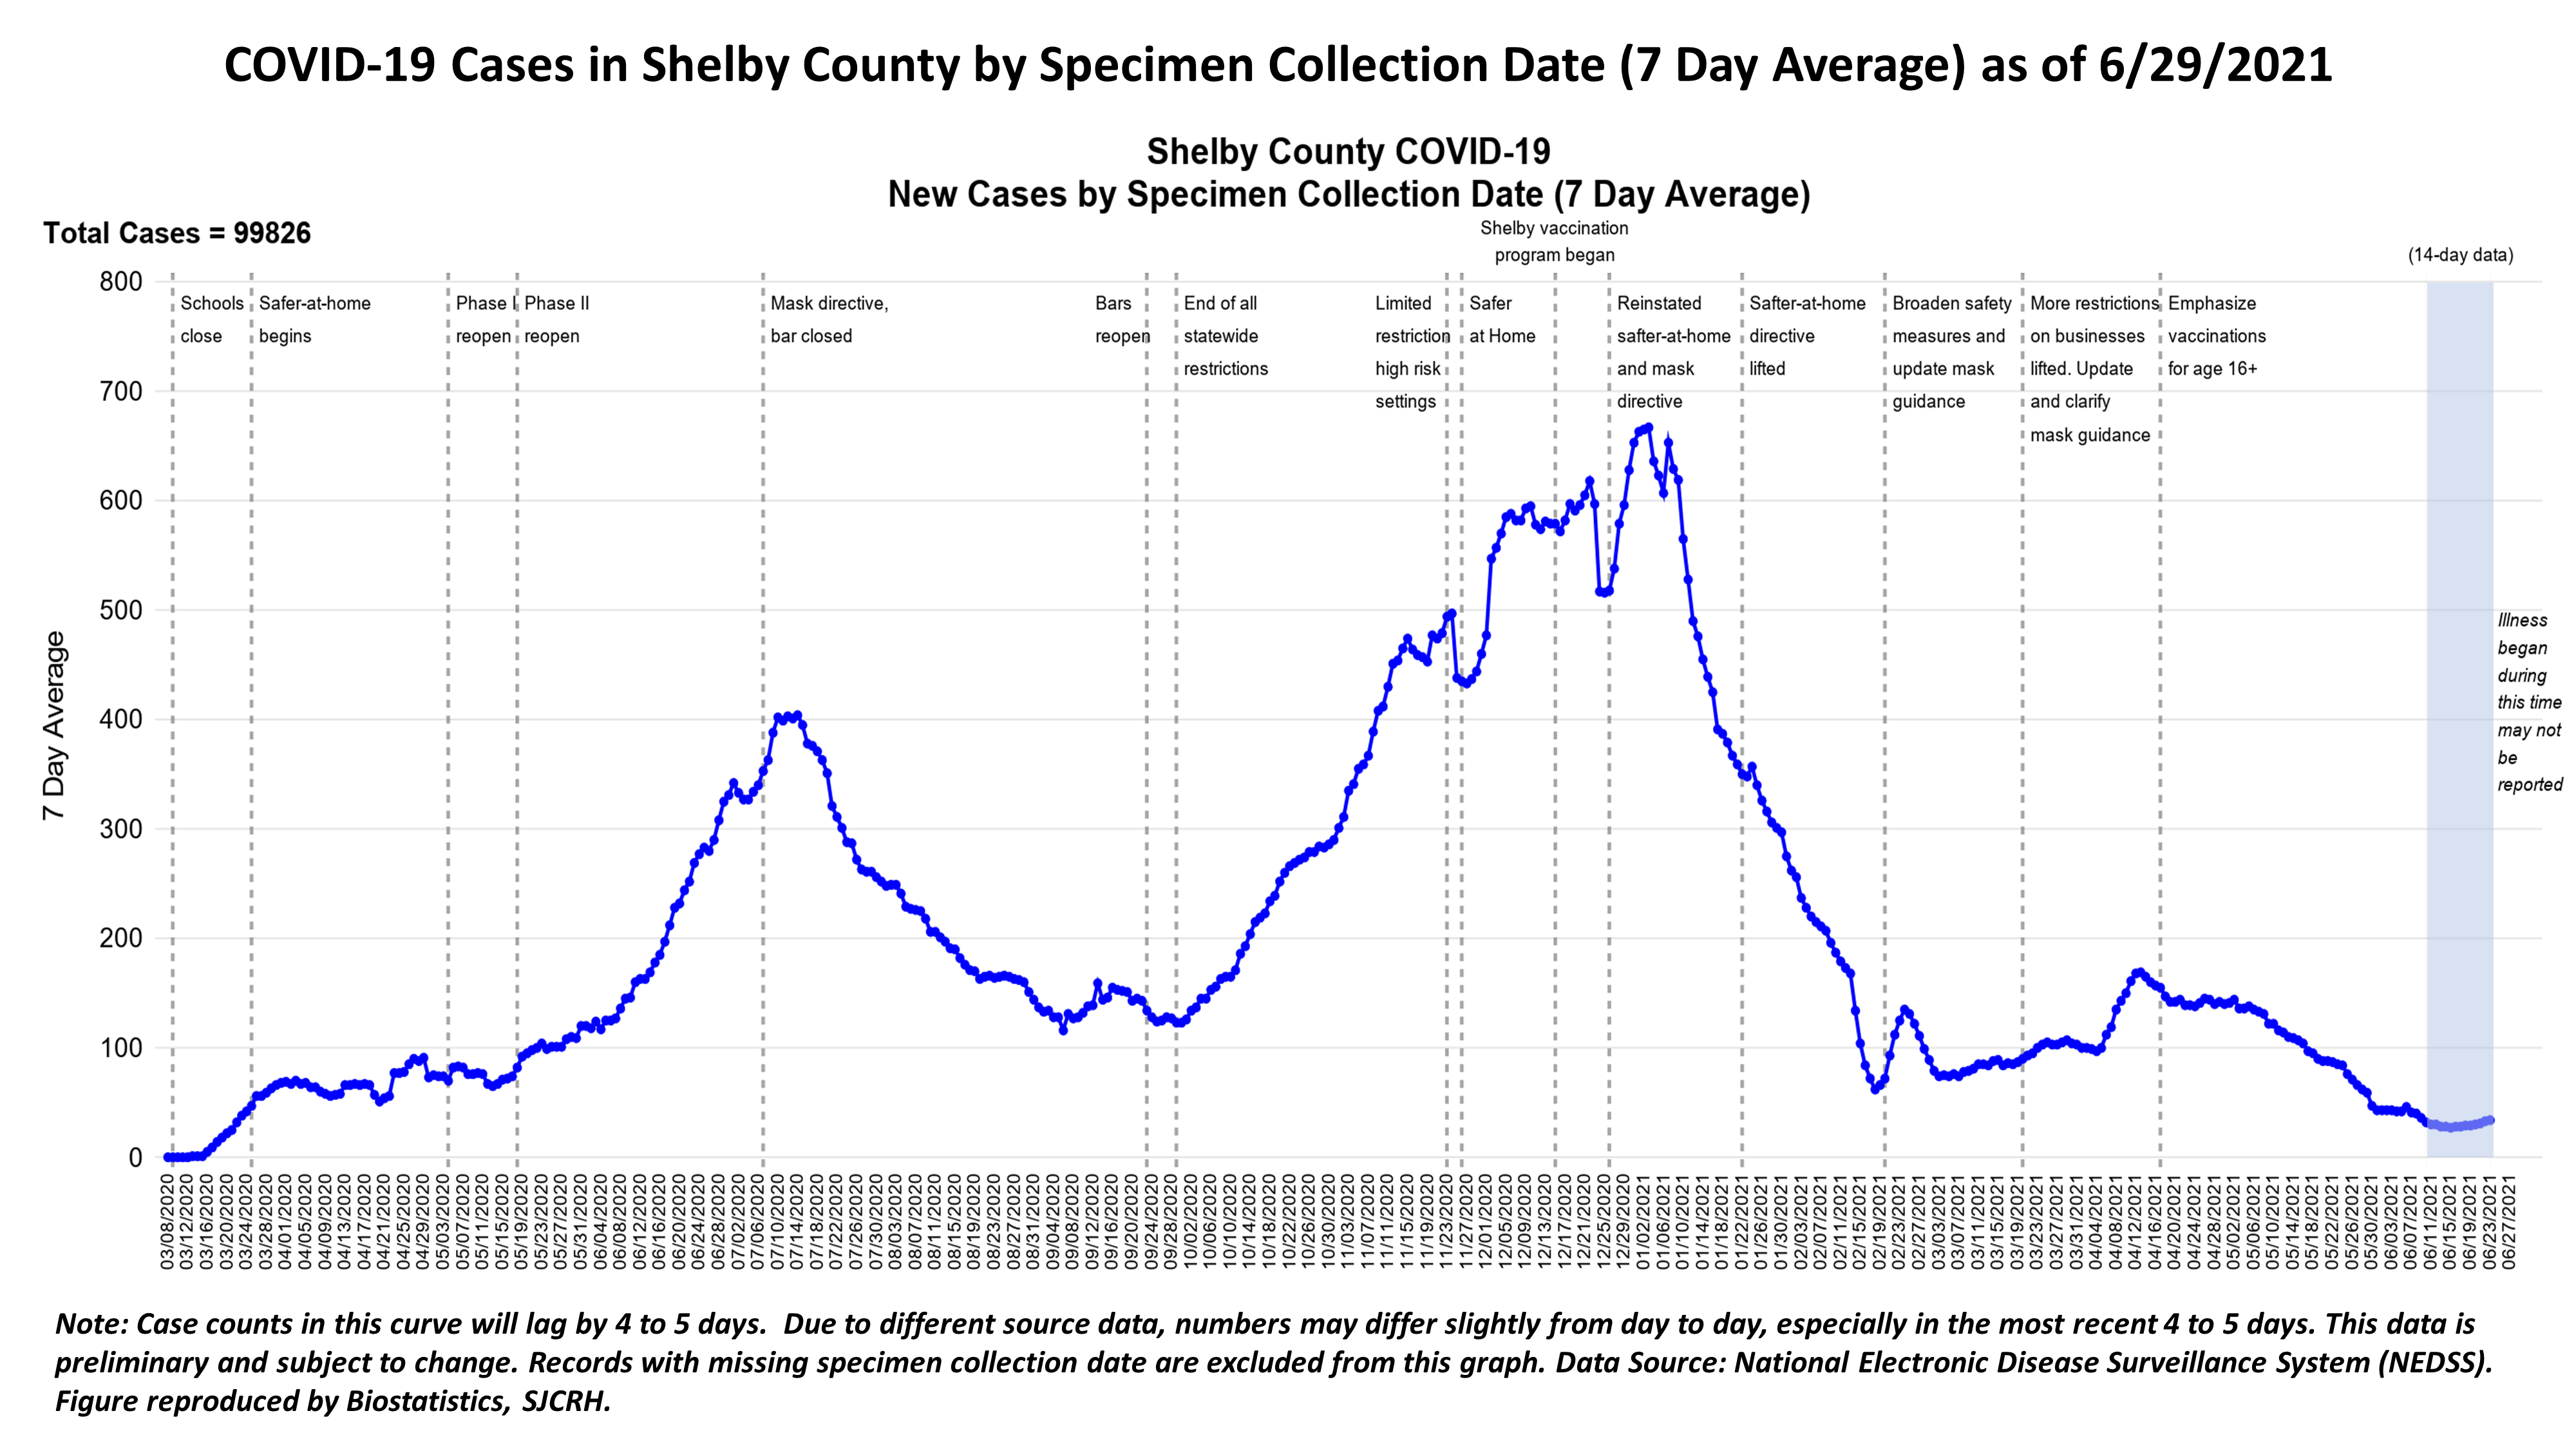 COVID-19 Cases in Shelby County by Specimen Collection Date (7 Day Average) as of 6/29/2021
Shelby County COVID-19
New Cases by Specimen Collection Date (7 Day Average)
Total Cases = 99826
Shelby vaccination
program began
(14-day data)
Schools
close
Safer-at-home
begins
Phase I
reopen
Phase II
reopen
Mask directive,
bar closed
Bars
reopen
End of all
statewide
restrictions
Limited
restriction
high risk
settings
Safer
at Home
Reinstated
safter-at-home
and mask
directive
Safter-at-home
directive
lifted
Broaden safety
measures and
update mask
guidance
More restrictions
on businesses
lifted. Update
and clarify
mask guidance
Emphasize
vaccinations
for age 16+
Illness
began
during
this time
may not
be
reported
7 Day Average
800
700
600
500
400
300
200
100
0
03/08/2020
03/12/2020
03/16/2020
03/20/2020
03/24/2020
03/28/2020
04/01/2020
04/05/2020
04/09/2020
04/13/2020
04/17/2020
04/21/2020
04/25/2020
04/29/2020
05/03/2020
05/07/2020
05/11/2020
05/15/2020
05/19/2020
05/23/2020
05/27/2020
05/31/2020
06/04/2020
06/08/2020
06/12/2020
06/16/2020
06/20/2020
06/24/2020
06/28/2020
07/02/2020
07/06/2020
07/10/2020
07/14/2020
07/18/2020
07/22/2020
07/26/2020
07/30/2020
08/03/2020
08/07/2020
08/11/2020
08/15/2020
08/19/2020
08/23/2020
08/27/2020
08/31/2020
09/04/2020
09/08/2020
09/12/2020
09/16/2020
09/20/2020
09/24/2020
09/28/2020
10/02/2020
10/06/2020
10/10/2020
10/14/2020
10/18/2020
10/22/2020
10/26/2020
10/30/2020
11/03/2020
11/07/2020
11/11/2020
11/15/2020
11/19/2020
11/23/2020
11/27/2020
12/01/2020
12/05/2020
12/09/2020
12/13/2020
12/17/2020
12/21/2020
12/25/2020
12/29/2020
01/02/2021
01/06/2021
01/10/2021
01/14/2021
01/18/2021
01/22/2021
01/26/2021
01/30/2021
02/03/2021
02/07/2021
02/11/2021
02/15/2021
02/19/2021
02/23/2021
02/27/2021
03/03/2021
03/07/2021
03/11/2021
03/15/2021
03/19/2021
03/23/2021
03/27/2021
03/31/2021
04/04/2021
04/08/2021
04/12/2021
04/16/2021
04/20/2021
04/24/2021
04/28/2021
05/02/2021
05/06/2021
05/10/2021
05/14/2021
05/18/2021
05/22/2021
05/26/2021
05/30/2021
06/03/2021
06/07/2021
06/11/2021
06/15/2021
06/19/2021
06/23/2021
06/27/2021
Note: Case counts in this curve will lag by 4 to 5 days.  Due to different source data, numbers may differ slightly from day to day, especially in the most recent 4 to 5 days. This data is
preliminary and subject to change. Records with missing specimen collection date are excluded from this graph. Data Source: National Electronic Disease Surveillance System (NEDSS).
Figure reproduced by Biostatistics, SJCRH.